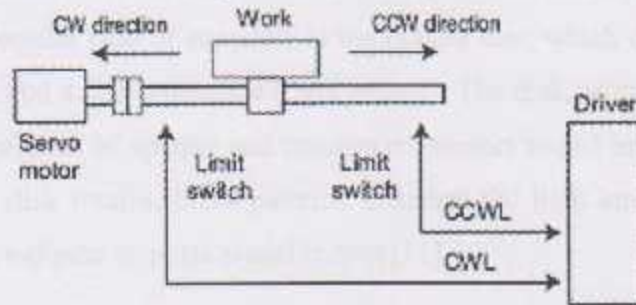 CW direction
Work
CCW direction
Driver
Servo
motor
Limit
switch
Limit
switch
CCWL
CWL